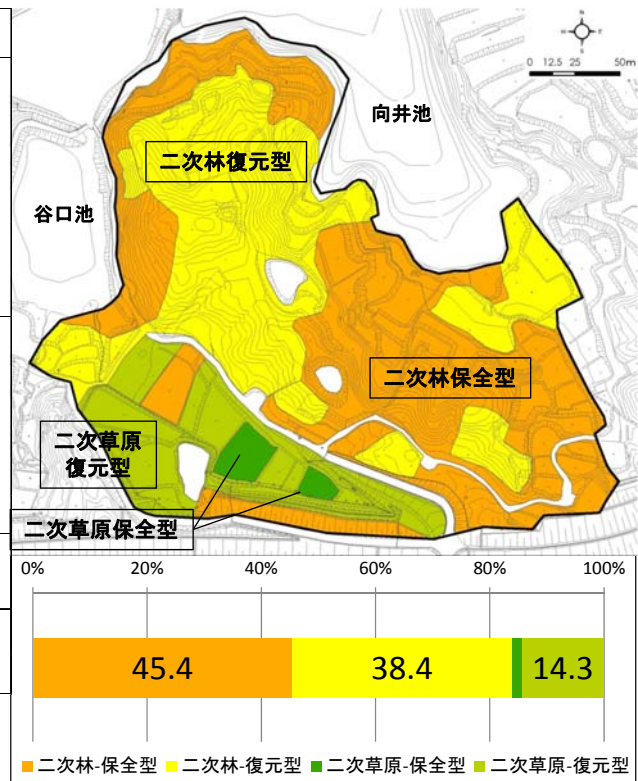 0 12.5 25 50m
向井池
二次林復元型
谷口池
二次林保全型
二次草原
復元型
二次草原保全型
0% 20% 40% 60% 80% 100%
45.4 38.4 14.3
二次林-保全型 二次林-復元型 二次草原-保全型 二次草原-復元型